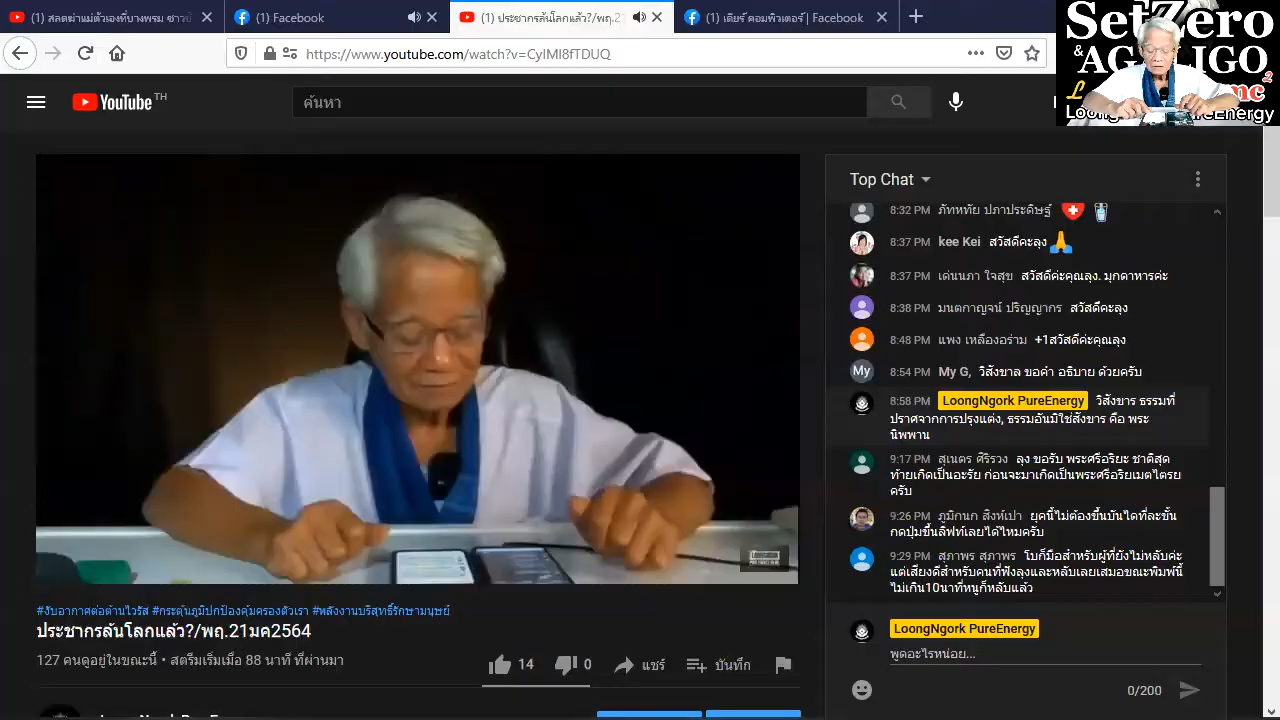 (1) สลดฆ่าแม่ตัวเองที่บางพรม ชาวบ้
(1) Facebook
(1) ประชากรล้นโลกแล้ว?/พฤ.21
(1) เดียร์ คอมพิวเตอร์ | Facebook
https://www.youtube.com/watch?v=CyIMI8fTDUQ
SetZero
&
YouTube TH
ค้นหา
PureEnergy
Top Chat
8:32 PM ภัทหทัย ปภาประดิษฐ์
8:37 PM kee Kei สวัสดีคะลุง
8:37 PM เด่นนภา ใจสุข สวัสดีค่ะคุณลุง. มุกดาหารค่ะ
8:38 PM มนตกาญจน์ ปริญญากร สวัสดีคะลุง
8:48 PM แพง เหลืองอร่าม +1สวัสดีค่ะคุณลุง
My
8:54 PM My G, วิสังขาล ขอคำ อธิบาย ด้วยครับ
8:58 PM LoongNgork PureEnergy วิสังขาร ธรรมที่
ปราศจากการปรุงแต่ง, ธรรมอันมิใช่สังขาร คือ พระ
นิพพาน
9:17 PM สุเนตร ศิริรวง ลุง ขอรับ พระศรีอริยะ ชาติสุด
ท้ายเกิดเป็นอะรัย ก่อนจะมาเกิดเป็นพระศรีอริยเมตไตรย
ครับ
9:26 PM ภูมิกนก สิงห์เปา ยุคนี้ไม่ต้องขึ้นบันไดทีละขั้น
กดปุ่มขึ้นลิฟท์เลยได้ไหมครับ
9:29 PM สุภาพร สุภาพร โบก็มือสำหรับผู้ที่ยังไม่หลับค่ะ
แต่เสียงดีสำหรับคนที่ฟังลุงและหลับเลยเสมอขณะพิมพ์นี้
ไม่เกิน10นาทีหนูก็หลับแล้ว
LoongNgork PureEnergy
พูดอะไรหน่อย...
0/200
#งับอากาศต่อต้านไวรัส #กระตุ้นภูมิปกป้องคุ้มครองตัวเรา #พลังงานบริสุทธิ์รักษามนุษย์
ประชากรล้นโลกแล้ว?/พฤ.21มค2564
127 คนดูอยู่ในขณะนี้ • สตรีมเริ่มเมื่อ 88 นาที ที่ผ่านมา
14
0
แชร์
บันทึก